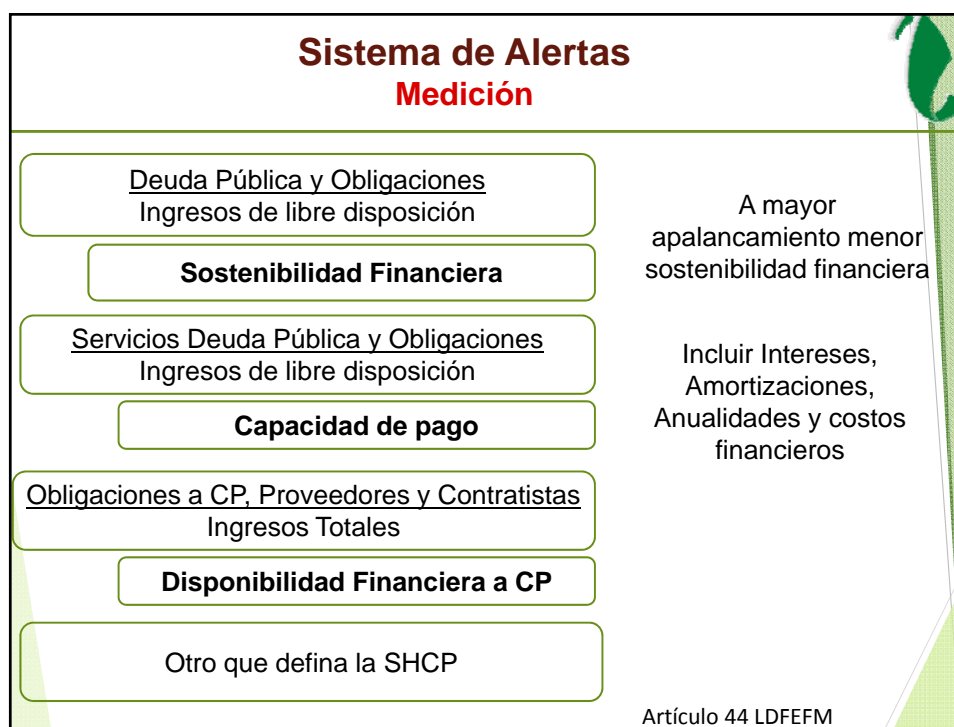 Sistema de Alertas
Medición
Deuda Pública y Obligaciones
Ingresos de libre disposición
Sostenibilidad Financiera
A mayor
apalancamiento menor
sostenibilidad financiera
Servicios Deuda Pública y Obligaciones
Ingresos de libre disposición
Capacidad de pago
Incluir Intereses,
Amortizaciones,
Anualidades y costos
financieros
Obligaciones a CP, Proveedores y Contratistas
Ingresos Totales
Disponibilidad Financiera a CP
Otro que defina la SHCP
Artículo 44 LDFEFM